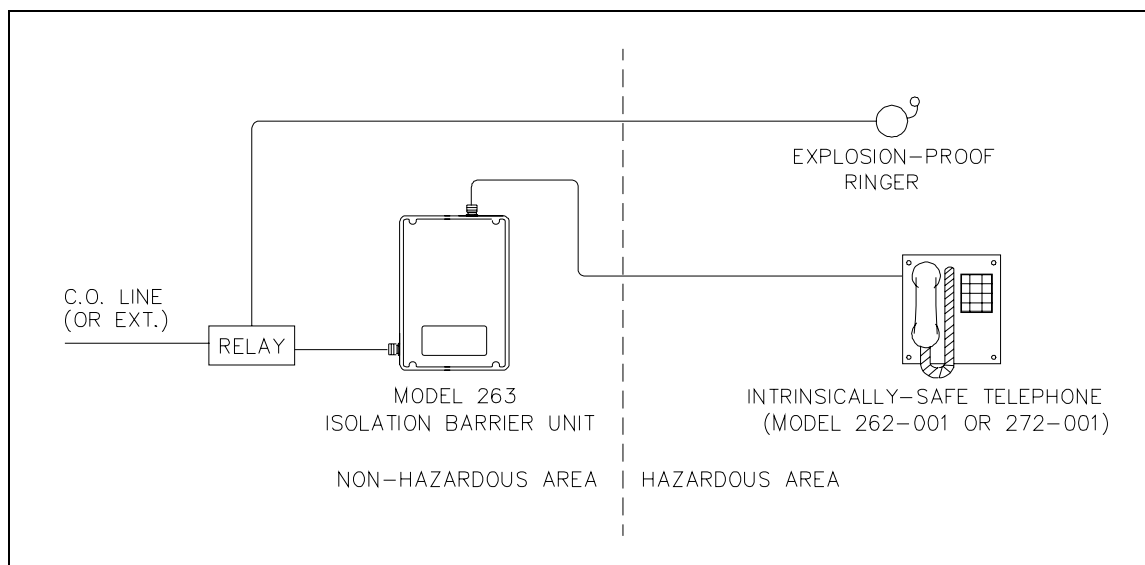 EXPLOSION-PROOF
RINGER
C.O. LINE
(OR EXT.)
RELAY
MODEL 263
ISOLATION BARRIER UNIT
INTRINSICALLY-SAFE TELEPHONE
(MODEL 262-001 OR 272-001)
NON-HAZARDOUS AREA
HAZARDOUS AREA